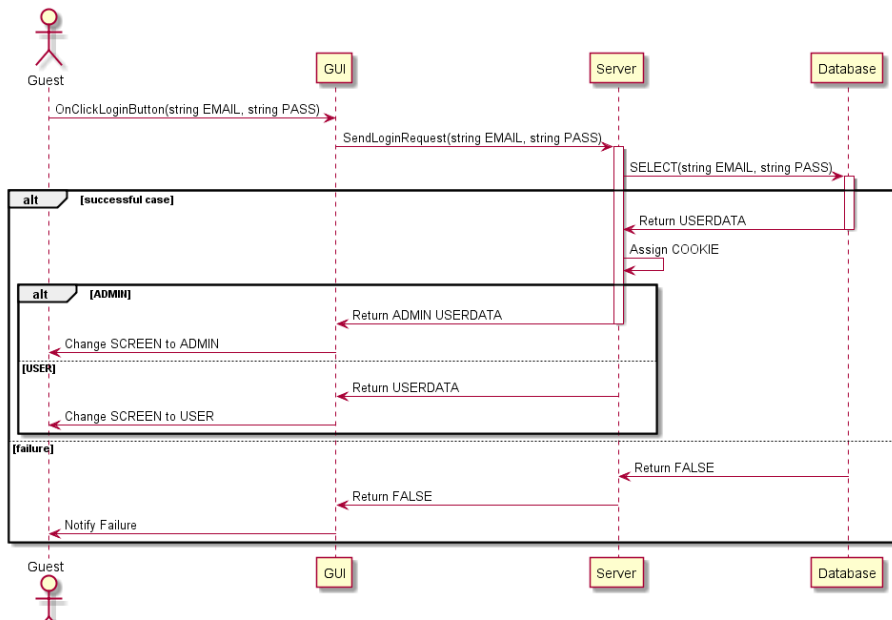 Guest
GUI
Server
Database
OnClickLoginButton(string EMAIL, string PASS)
SendLoginRequest(string EMAIL, string PASS)
SELECT(string EMAIL, string PASS)
alt [successful case]
Return USERDATA
Assign COOKIE
alt [ADMIN]
Return ADMIN USERDATA
Change SCREEN to ADMIN
[USER]
Return USERDATA
Change SCREEN to USER
[failure]
Return FALSE
Return FALSE
Notify Failure
Guest
GUI
Server
Database